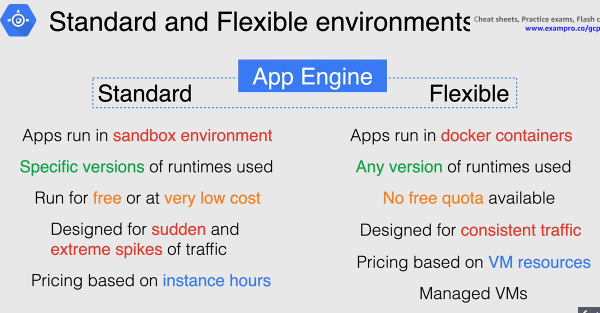 Standard and Flexible environments
Cheat sheets, Practice exams, Flash c
www.exampro.co/gcp
App Engine
Standard
Flexible
Apps run in sandbox environment
Specific versions of runtimes used
Run for free or at very low cost
Designed for sudden and
extreme spikes of traffic
Pricing based on instance hours
Apps run in docker containers
Any version of runtimes used
No free quota available
Designed for consistent traffic
Pricing based on VM resources
Managed VMs